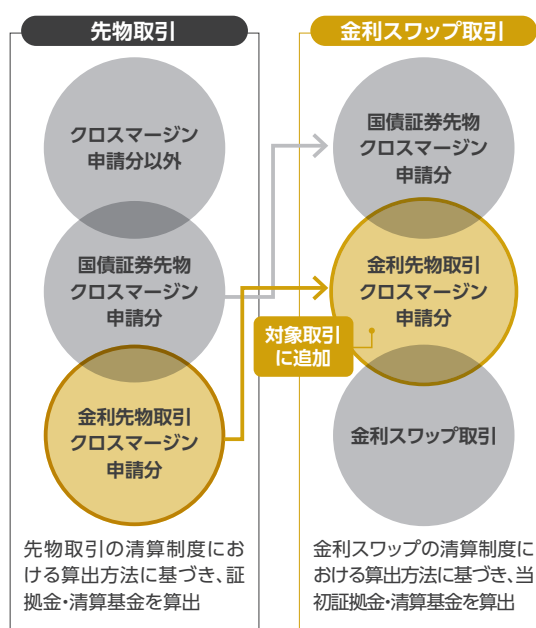 先物取引
クロスマージン
申請分以外
国債証券先物
クロスマージン
申請分
金利先物取引
クロスマージン
申請分
先物取引の清算制度にお
ける算出方法に基づき、証
拠金・清算基金を算出
金利スワップ取引
国債証券先物
クロスマージン
申請分
金利先物取引
クロスマージン
申請分
対象取引
に追加
金利スワップ取引
金利スワップの清算制度に
おける算出方法に基づき、当
初証拠金・清算基金を算出